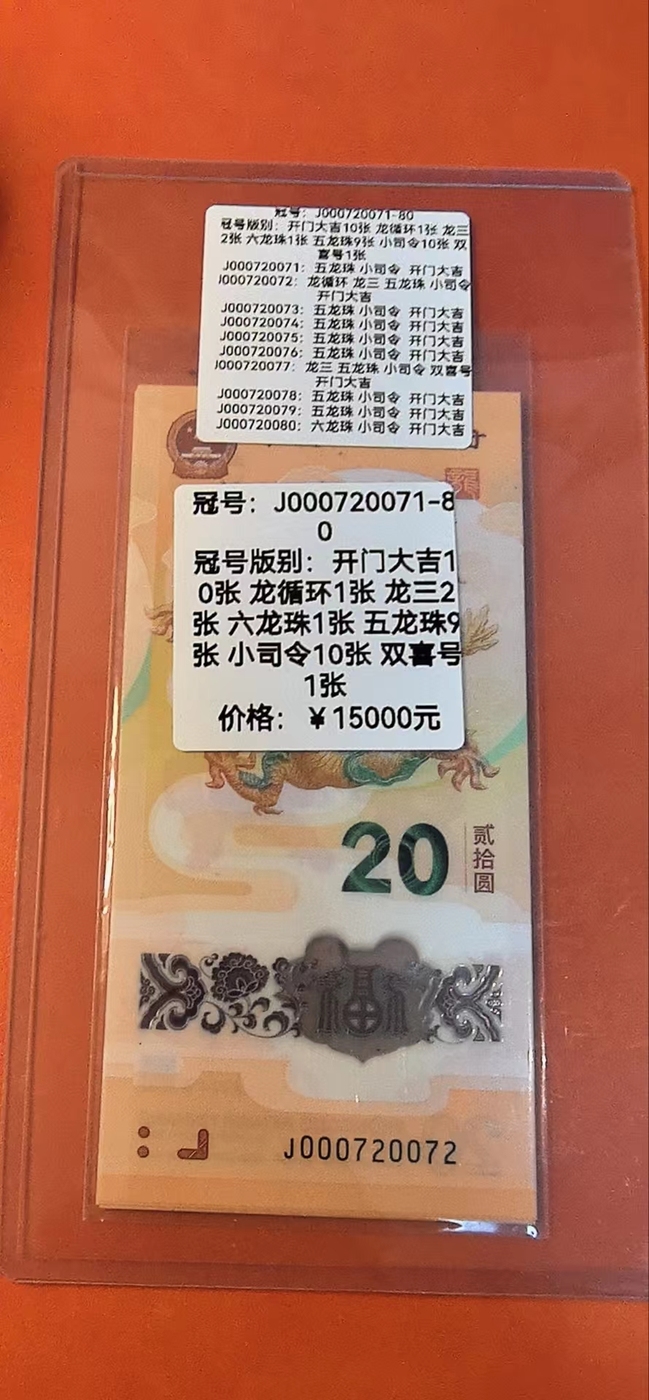 冠号：J000720071-80
冠号版别：开门大吉10张 龙循环1张 龙三
2张 六龙珠1张 五龙珠9张 小司令10张 双
喜号1张
J000720071：五龙珠 小司令 开门大吉
J000720072：龙循环 龙三 五龙珠 小司令
开门大吉
J000720073：五龙珠 小司令 开门大吉
J000720074：五龙珠 小司令 开门大吉
J000720075：五龙珠 小司令 开门大吉
J000720076：五龙珠 小司令 开门大吉
J000720077：龙三 五龙珠 小司令 双喜号
开门大吉
J000720078：五龙珠 小司令 开门大吉
J000720079：五龙珠 小司令 开门大吉
J000720080：六龙珠 小司令 开门大吉
冠号：J000720071-8
0
冠号版别：开门大吉1
0张 龙循环1张 龙三2
张 六龙珠1张 五龙珠9
张 小司令10张 双喜号
1张
价格：￥15000元
20
贰拾圆
福
J000720072